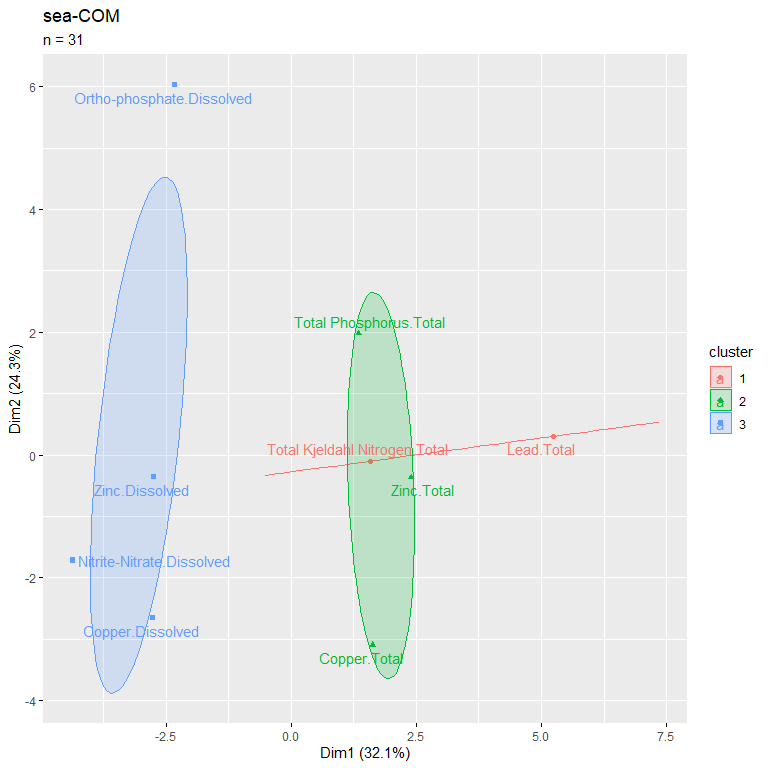 sea-COM
n = 31
6
Ortho-phosphate.Dissolved
4
2
Total Phosphorus.Total
0
Total Kjeldahl Nitrogen.Total
Lead.Total
Zinc.Dissolved
Zinc.Total
Nitrite-Nitrate.Dissolved
-2
Copper.Dissolved
Copper.Total
-4
-2.5
0.0
2.5
5.0
7.5
Dim1 (32.1%)
Dim2 (24.3%)
cluster
a 1
a 2
a 3